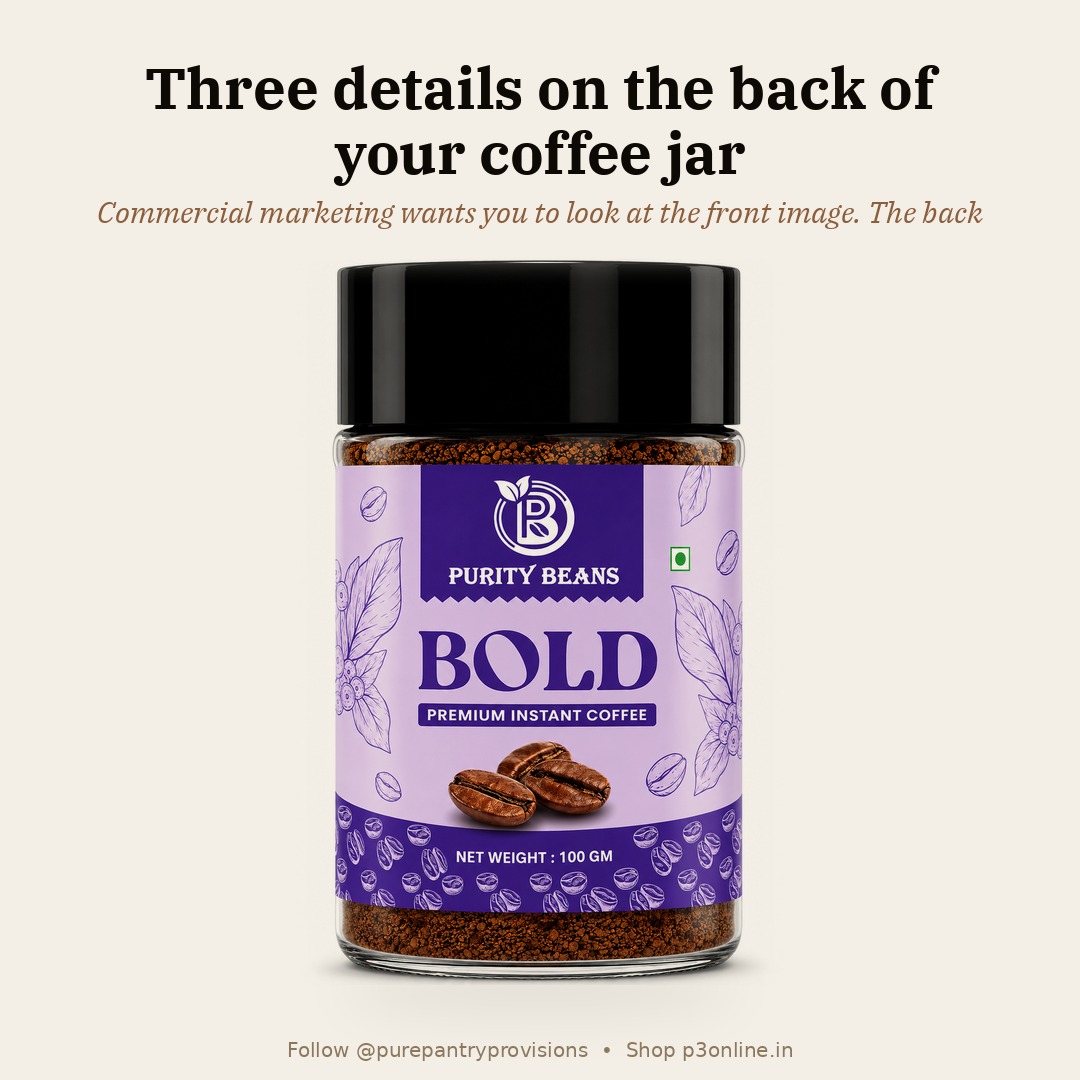 Three details on the back of
your coffee jar
Commercial marketing wants you to look at the front image. The back
PURITY BEANS
BOLD
PREMIUM INSTANT COFFEE
NET WEIGHT : 100 GM
Follow @purepantryprovisions • Shop p3online.in